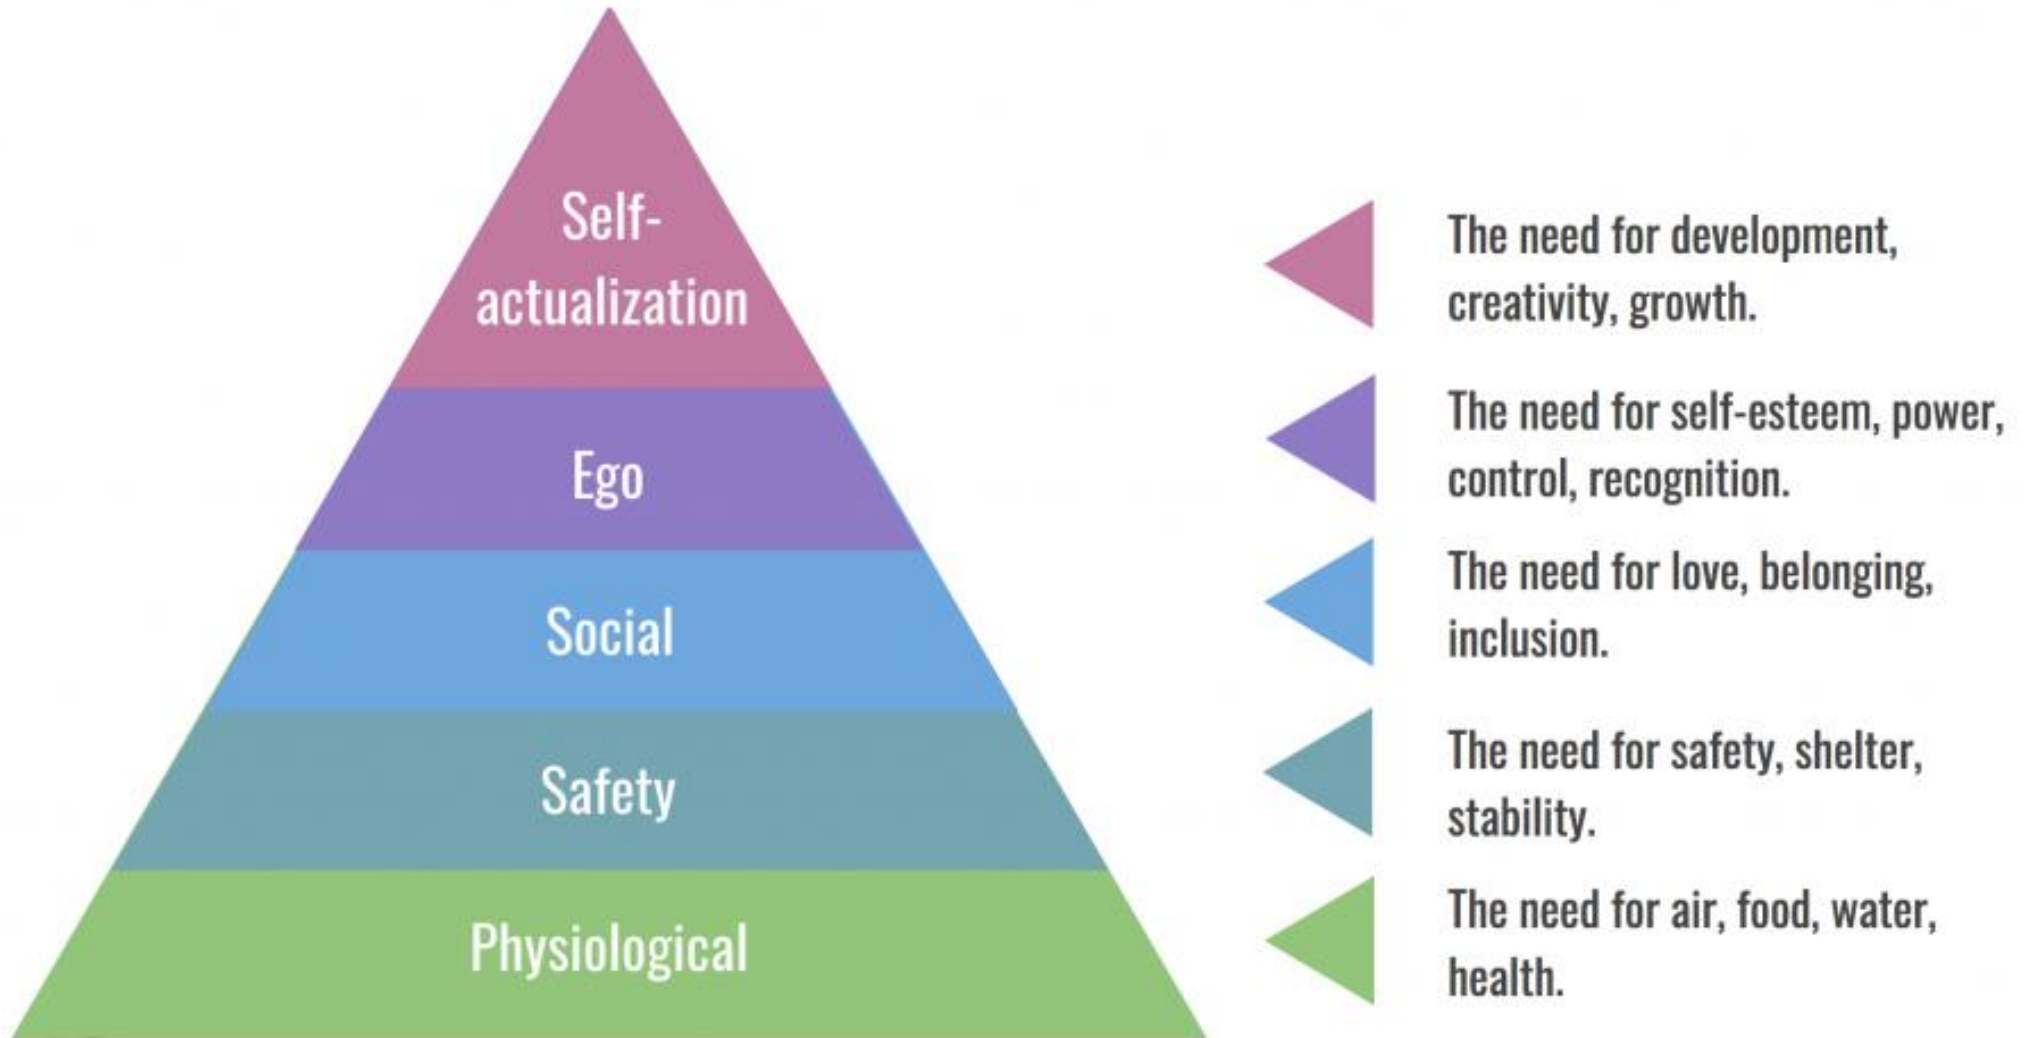 Self-
actualization
The need for development,
creativity, growth.
Ego
The need for self-esteem, power,
control, recognition.
Social
The need for love, belonging,
inclusion.
Safety
The need for safety, shelter,
stability.
Physiological
The need for air, food, water,
health.